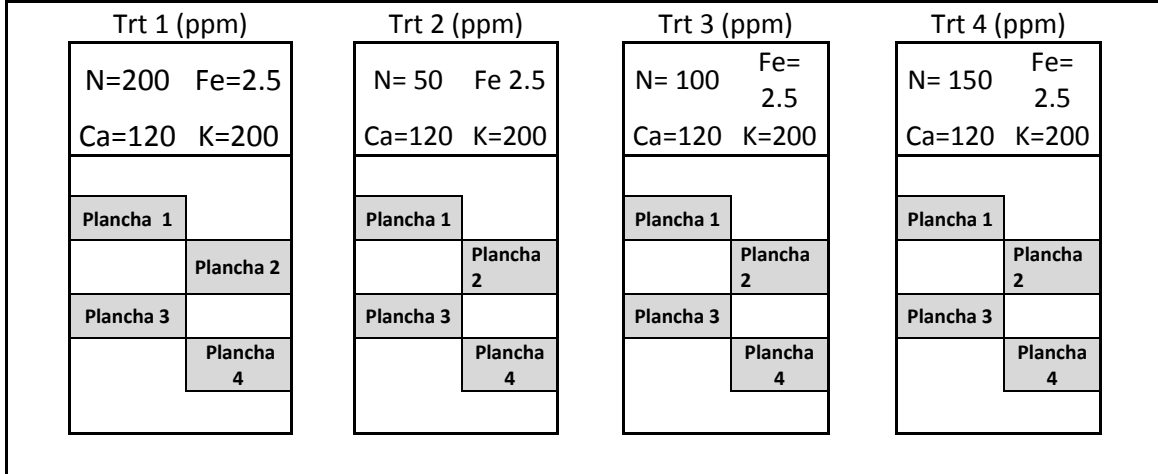 Trt 1 (ppm)
N=200 Fe=2.5
Ca=120 K=200
Plancha 1
Plancha 2
Plancha 3
Plancha
4
Trt 2 (ppm)
N= 50 Fe 2.5
Ca=120 K=200
Plancha 1
Plancha
2
Plancha 3
Plancha
4
Trt 3 (ppm)
N= 100 Fe=
2.5
Ca=120 K=200
Plancha 1
Plancha
2
Plancha 3
Plancha
4
Trt 4 (ppm)
N= 150 Fe=
2.5
Ca=120 K=200
Plancha 1
Plancha
2
Plancha 3
Plancha
4